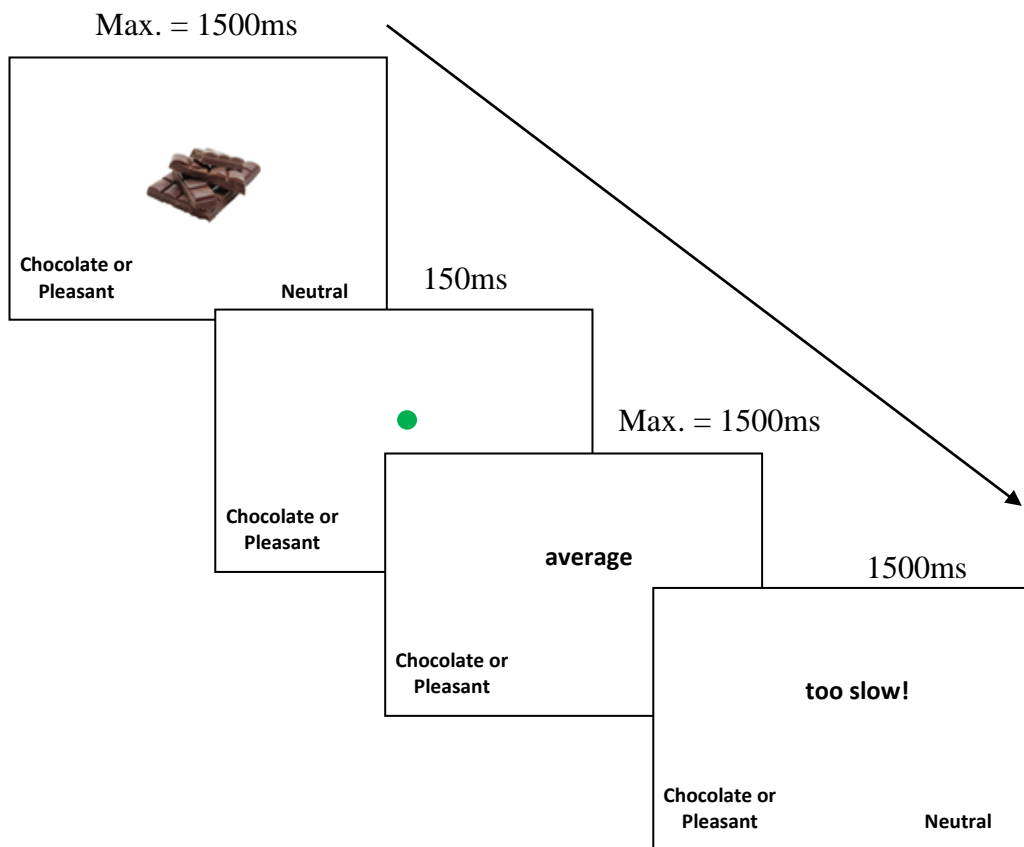 Max. = 1500ms
Chocolate or
Pleasant
Neutral
150ms
Chocolate or
Pleasant
Max. = 1500ms
average
Chocolate or
Pleasant
1500ms
too slow!
Chocolate or
Pleasant
Neutral